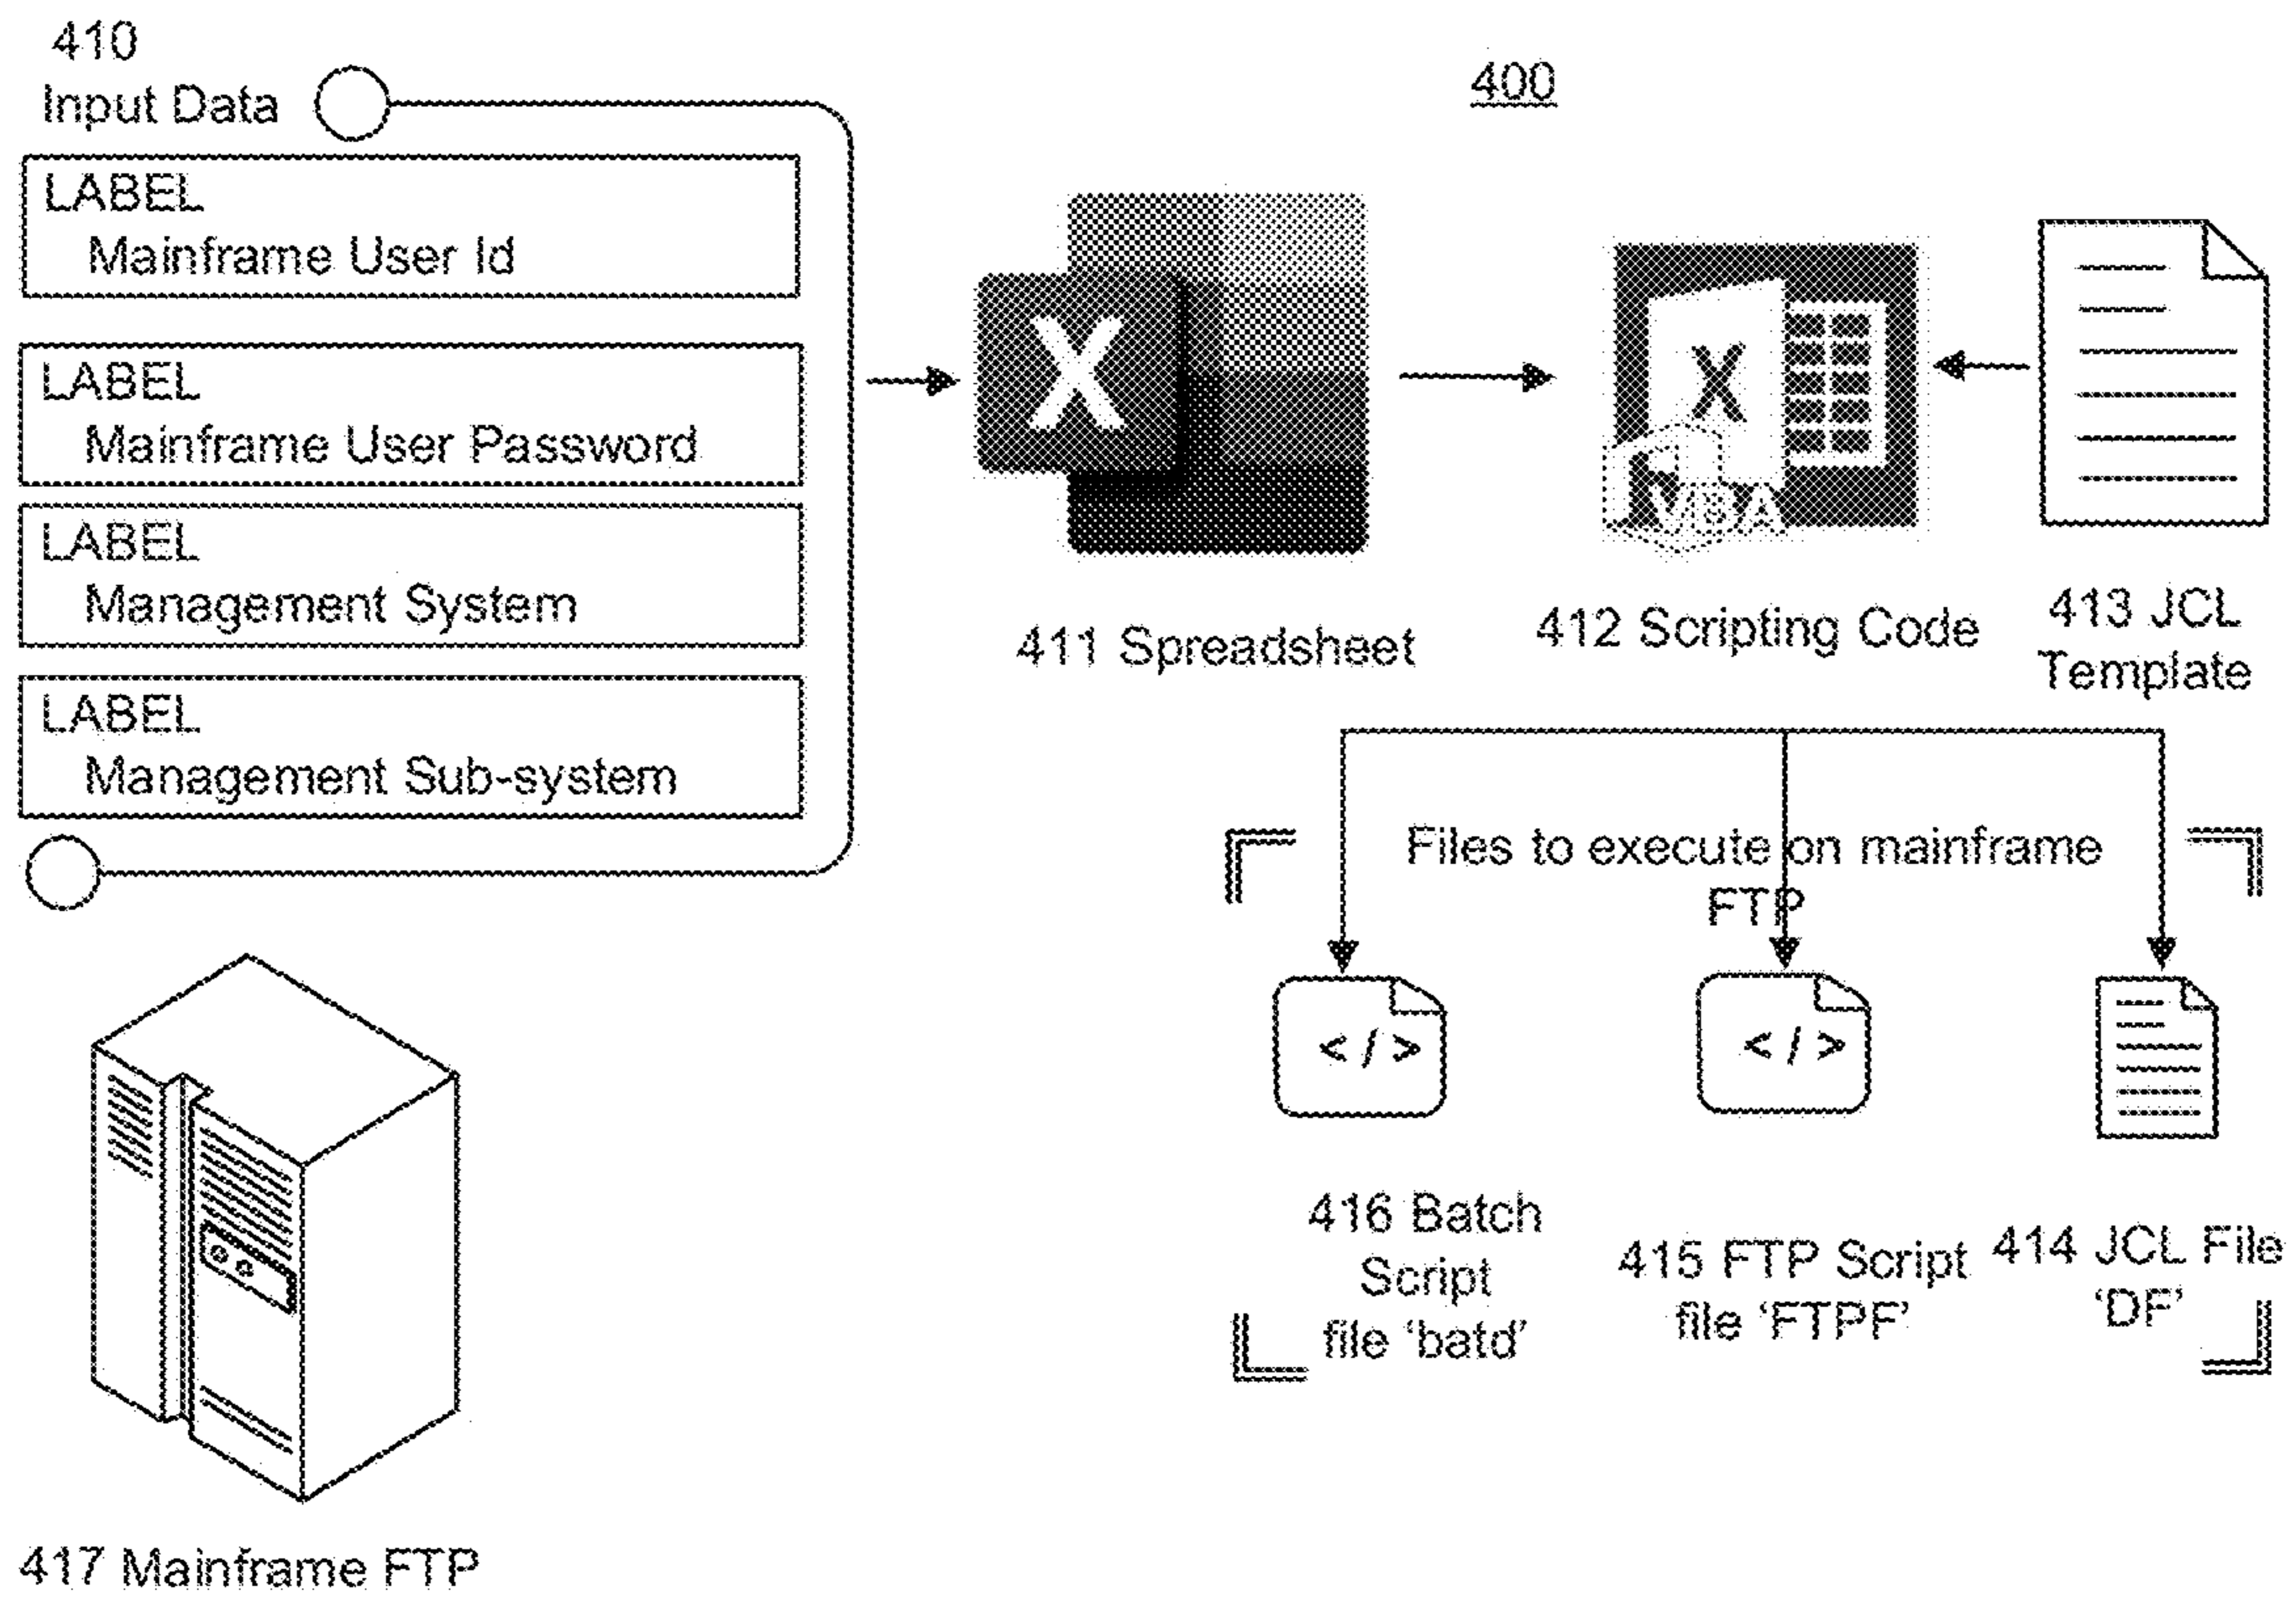 410
Input Data
LABEL
Mainframe User Id
LABEL
Mainframe User Password
LABEL
Management System
LABEL
Management Sub-system
400
X
X
VBA
411 Spreadsheet
412 Scripting Code
413 JCL
Template
Files to execute on mainframe
FTP
</>
</>
416 Batch
Script
file ‘batd’
415 FTP Script
file ‘FTPF’
414 JCL File
‘DF’
417 Mainframe FTP